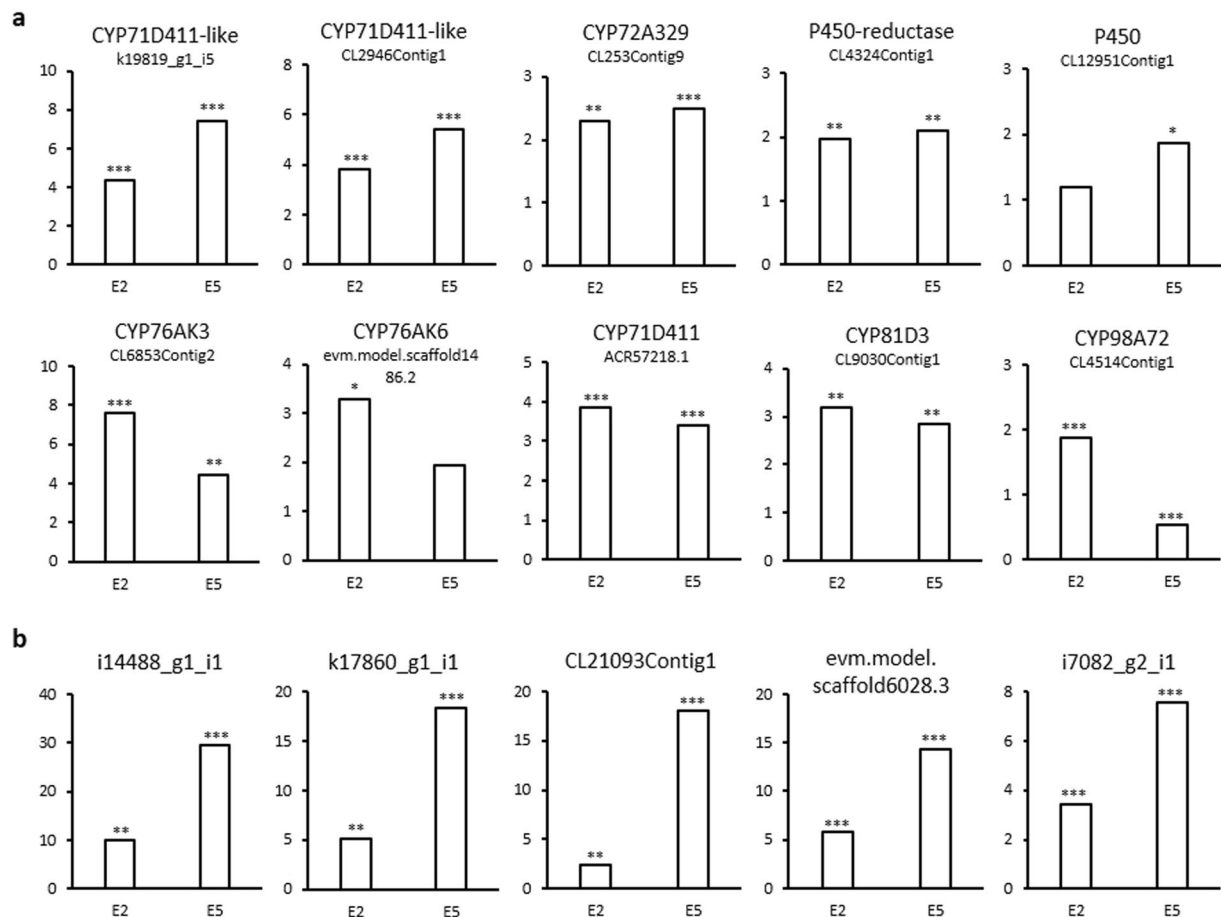 a
CYP71D411-like
k19819_g1_i5
10
8
6
4
2
0
***
***
E2 E5
CYP71D411-like
CL2946Contig1
8
6
4
2
0
***
***
E2 E5
CYP72A329
CL253Contig9
3
2
1
0
**
***
E2 E5
P450-reductase
CL4324Contig1
3
2
1
0
**
**
E2 E5
P450
CL12951Contig1
3
2
1
0
*
E2 E5
CYP76AK3
CL6853Contig2
10
8
6
4
2
0
***
**
E2 E5
CYP76AK6
evm.model.scaffold14
86.2
4
3
2
1
0
*
E2 E5
CYP71D411
ACR57218.1
5
4
3
2
1
0
***
***
E2 E5
CYP81D3
CL9030Contig1
4
3
2
1
0
**
**
E2 E5
CYP98A72
CL4514Contig1
3
2
1
0
***
***
E2 E5
b
i14488_g1_i1
40
30
20
10
0
**
***
E2 E5
k17860_g1_i1
20
15
10
5
0
**
***
E2 E5
CL21093Contig1
20
15
10
5
0
**
***
E2 E5
evm.model.
scaffold6028.3
20
15
10
5
0
***
***
E2 E5
i7082_g2_i1
8
6
4
2
0
***
***
E2 E5